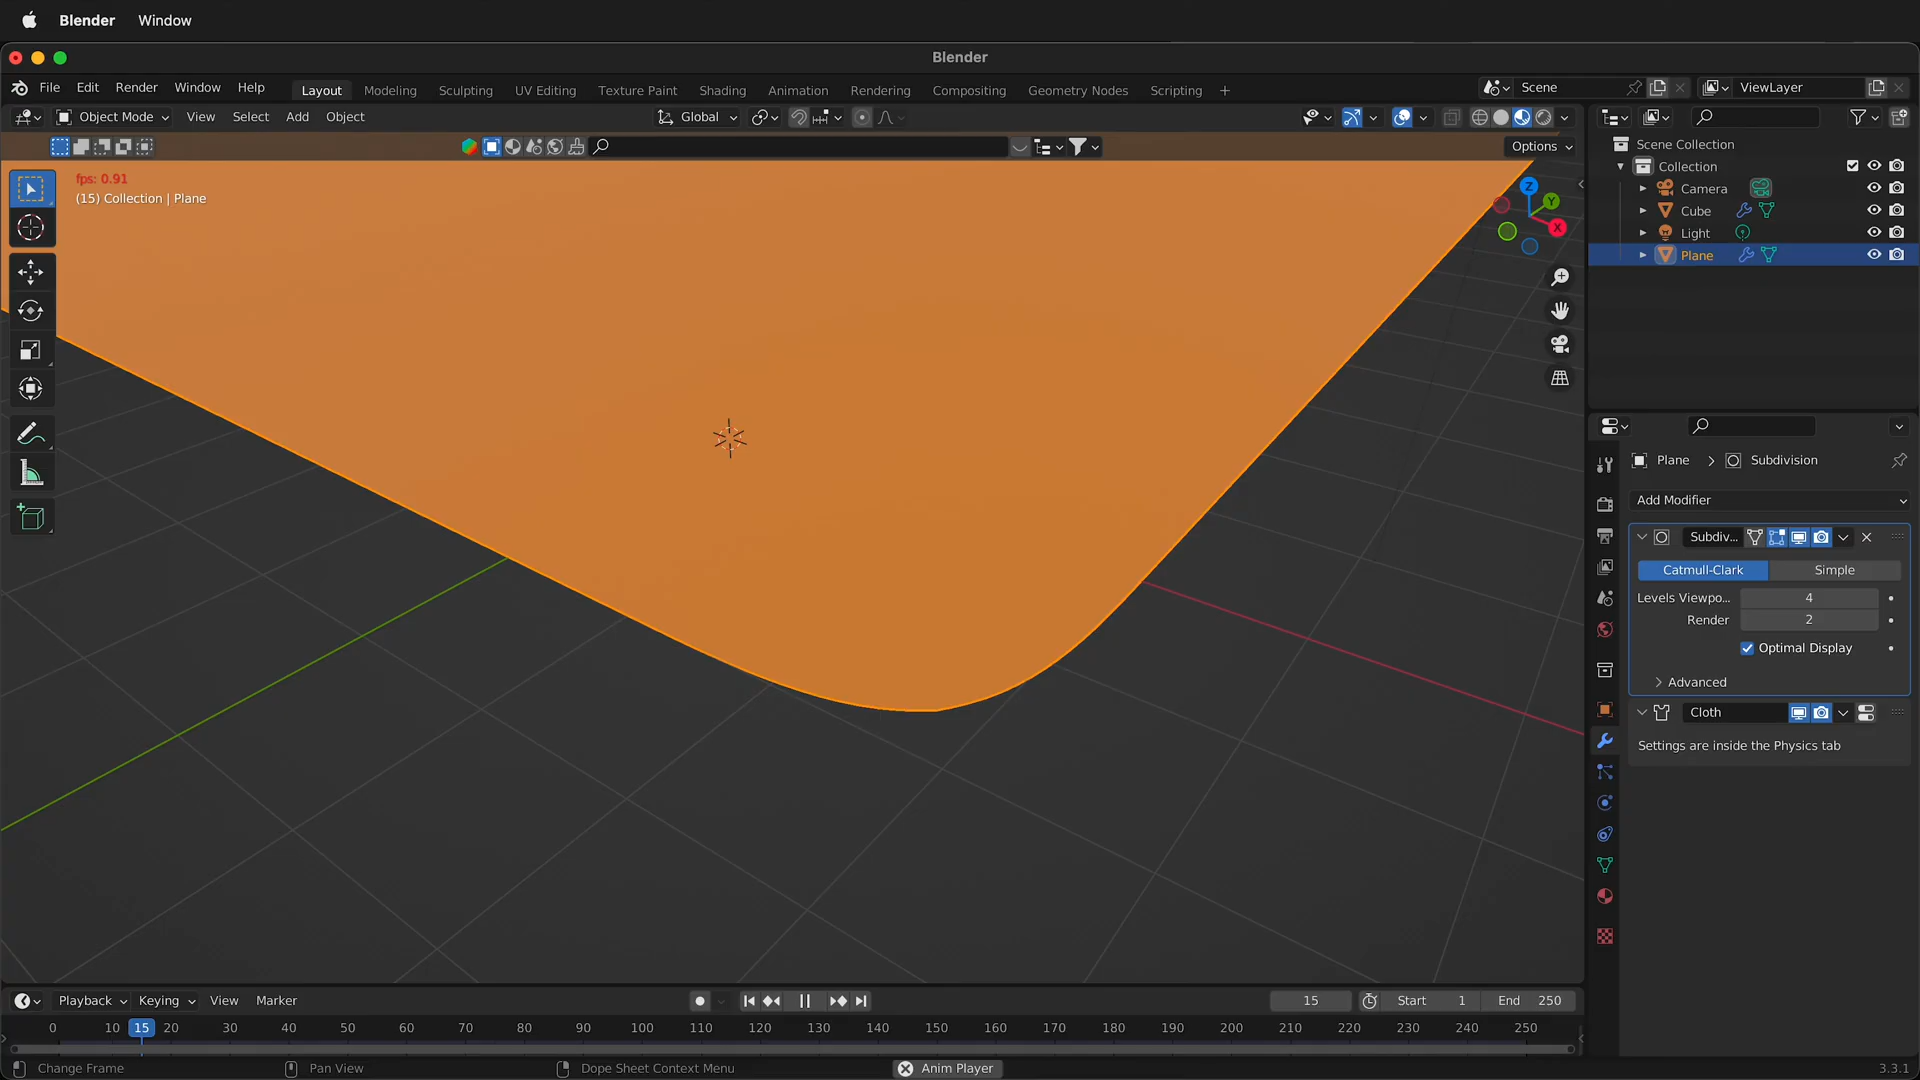 Blender Window
Blender
File Edit Render Window Help Layout Modeling Sculpting UV Editing Texture Paint Shading Animation Rendering Compositing Geometry Nodes Scripting + Scene ViewLayer
Object Mode View Select Add Object Global
Options
fps: 0.91
(15) Collection | Plane
Z
Y
X
Scene Collection
Collection
Camera
Cube
Light
Plane
Plane > Subdivision
Add Modifier
Subdiv...
Catmull-Clark Simple
Levels Viewpo... 4
Render 2
Optimal Display
Advanced
Cloth
Settings are inside the Physics tab
Playback Keying View Marker 15 Start 1 End 250
0 10 15 20 30 40 50 60 70 80 90 100 110 120 130 140 150 160 170 180 190 200 210 220 230 240 250
Change Frame Pan View Dope Sheet Context Menu Anim Player 3.3.1